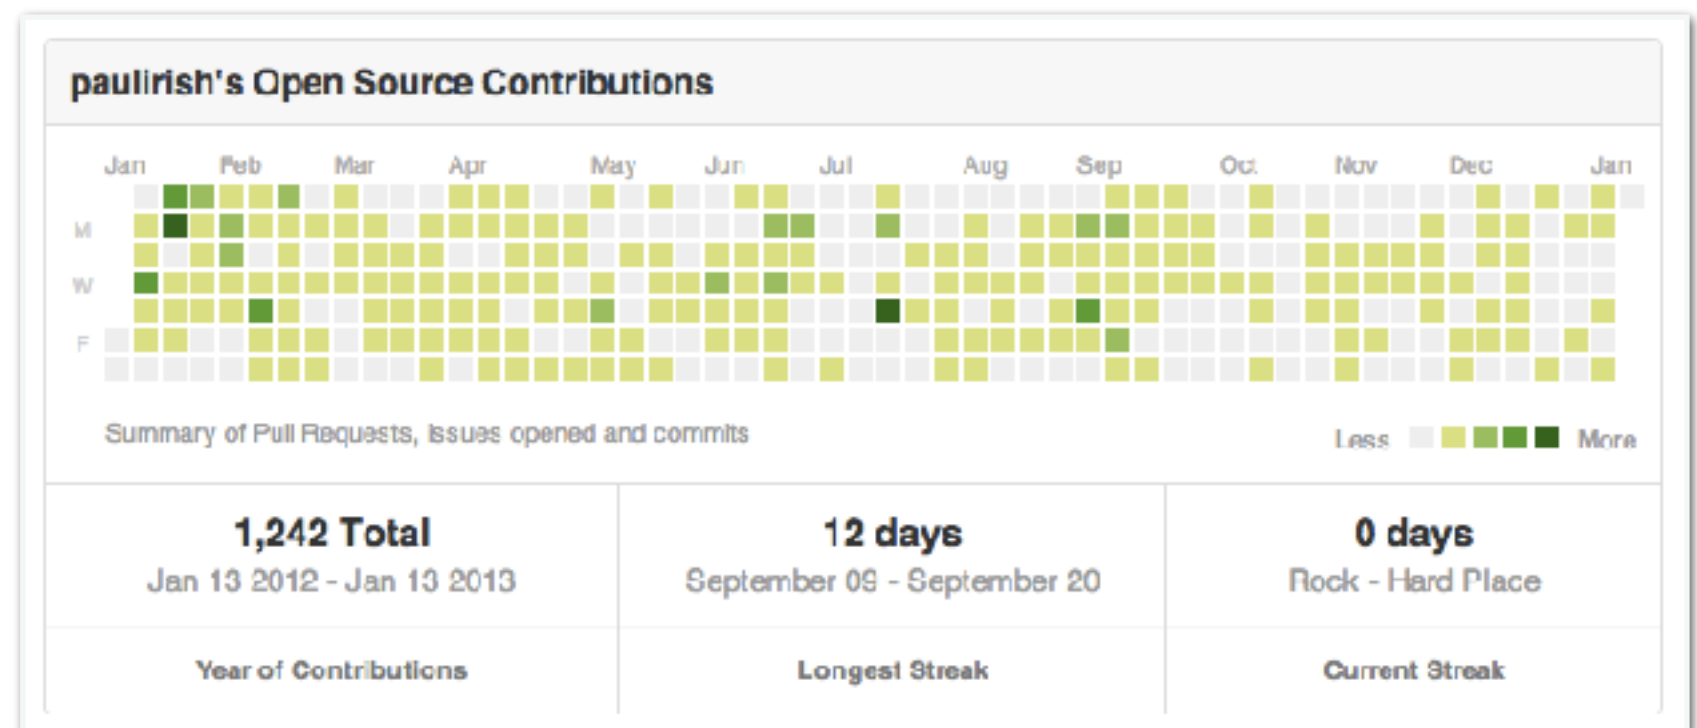 paulirish's Open Source Contributions
Jan Feb Mar Apr May Jun Jul Aug Sep Oct Nov Dec Jan
M
W
F
Summary of Pull Requests, issues opened and commits
Less More
1,242 Total
Jan 13 2012 - Jan 13 2013
Year of Contributions
12 days
September 09 - September 20
Longest Streak
0 days
Rock - Hard Place
Current Streak